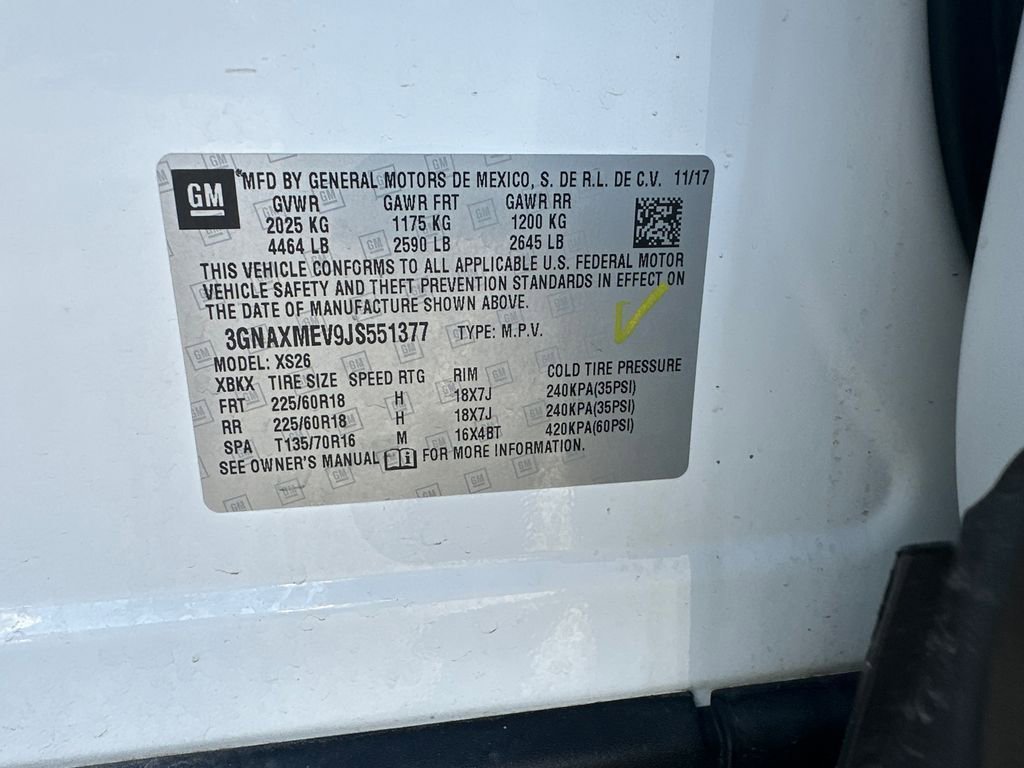 GM *MFD BY GENERAL MOTORS DE MEXICO, S. DE R.L. DE C.V. 11/17
GVWR GAWR FRT GAWR RR
2025 KG 1175 KG 1200 KG
4464 LB 2590 LB 2645 LB
THIS VEHICLE CONFORMS TO ALL APPLICABLE U.S. FEDERAL MOTOR
VEHICLE SAFETY AND THEFT PREVENTION STANDARDS IN EFFECT ON
THE DATE OF MANUFACTURE SHOWN ABOVE.
3GNAXMEV9JS551377 TYPE: M.P.V.
MODEL: XS26
XBKX TIRE SIZE SPEED RTG RIM COLD TIRE PRESSURE
FRT 225/60R18 H 18X7J 240KPA(35PSI)
RR 225/60R18 H 18X7J 240KPA(35PSI)
SPA T135/70R16 M 16X4BT 420KPA(60PSI)
SEE OWNER'S MANUAL i FOR MORE INFORMATION.